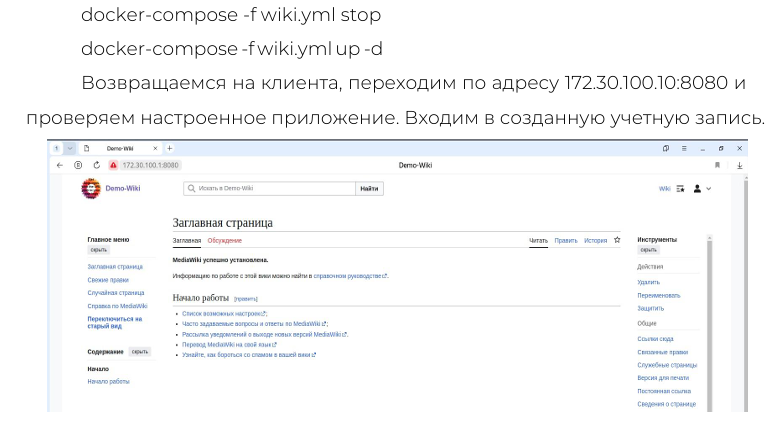 docker-compose -f wiki.yml stop
docker-compose -f wiki.yml up -d
Возвращаемся на клиента, переходим по адресу 172.30.100.10:8080 и
проверяем настроенное приложение. Входим в созданную учетную запись.
Demo-Wiki
172.30.100.1:8080
Demo-Wiki
Demo-Wiki
Искать в Demo-Wiki
Найти
Wiki
Заглавная страница
Главное меню
скрыть
Заглавная
Обсуждение
Читать
Править
История
Инструменты
скрыть
MediaWiki успешно установлена.
Информацию по работе с этой вики можно найти в справочном руководстве.
Заглавная страница
Свежие правки
Случайная страница
Справка по MediaWiki
Переключиться на
старый вид
Начало работы [править]
Список возможных настроек;
Часто задаваемые вопросы и ответы по MediaWiki;
Рассылка уведомлений о выходе новых версий MediaWiki.
Перевод MediaWiki на свой язык
Узнайте, как бороться со спамом в вашей вики
Содержание
скрыть
Начало
Начало работы
Действия
Удалить
Переименовать
Защитить
Общие
Ссылки сюда
Связанные правки
Служебные страницы
Версия для печати
Постоянная ссылка
Сведения о странице